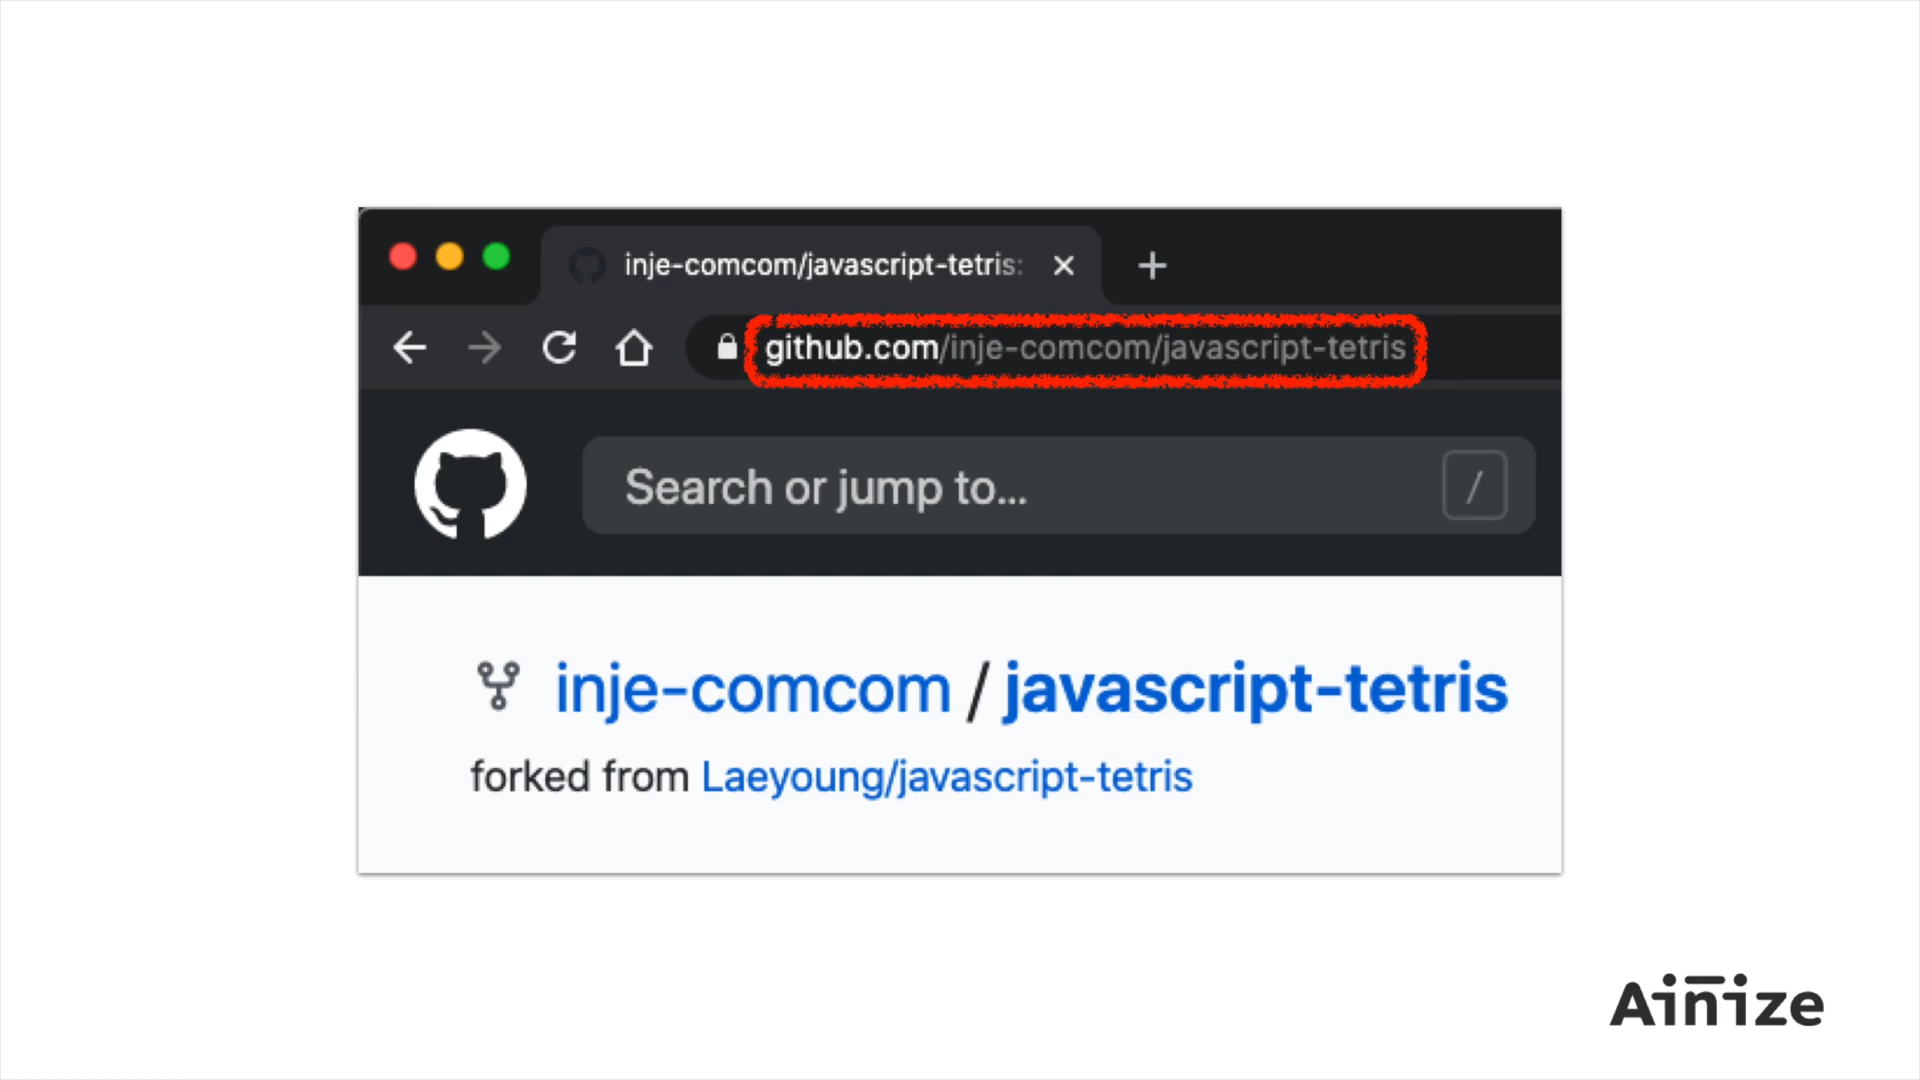 inje-comcom/javascript-tetris:
github.com/inje-comcom/javascript-tetris
Search or jump to...
/
inje-comcom / javascript-tetris
forked from Laeyoung/javascript-tetris
Ainize